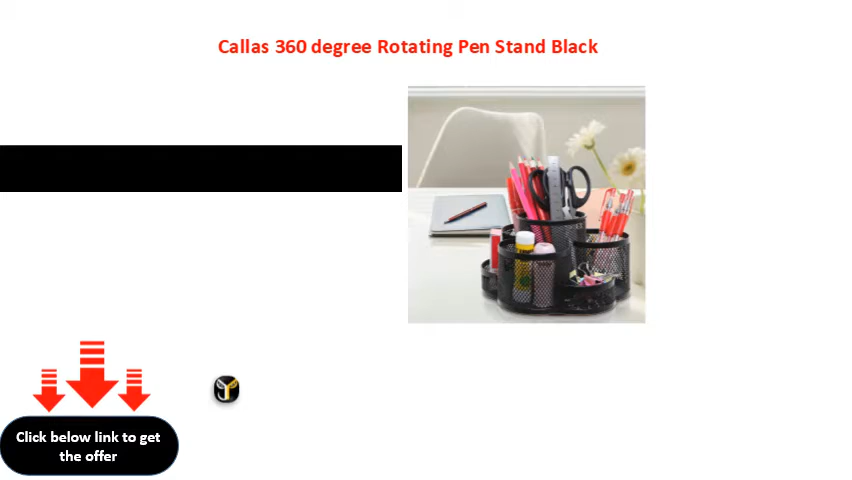 Callas 360 degree Rotating Pen Stand Black
Click below link to get
the offer